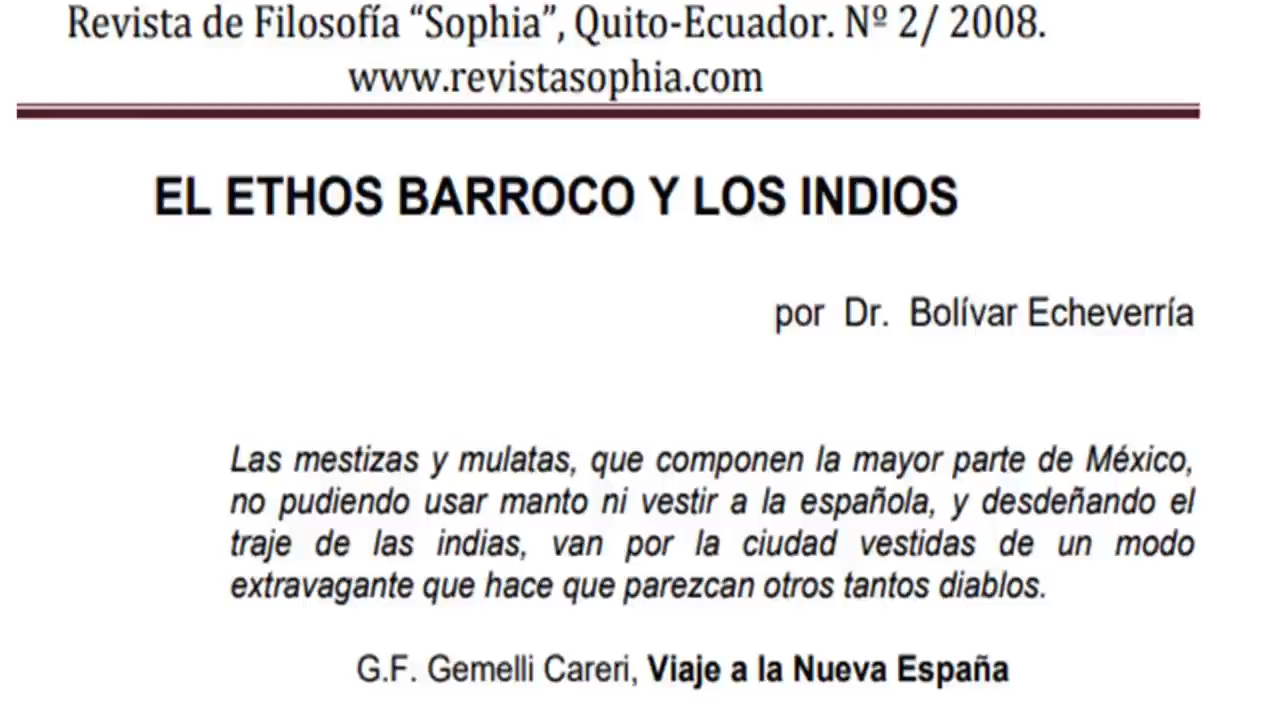 Revista de Filosofía “Sophia”, Quito-Ecuador. Nº 2/ 2008.
www.revistasophia.com
EL ETHOS BARROCO Y LOS INDIOS
por Dr. Bolívar Echeverría
Las mestizas y mulatas, que componen la mayor parte de México,
no pudiendo usar manto ni vestir a la española, y desdeñando el
traje de las indias, van por la ciudad vestidas de un modo
extravagante que hace que parezcan otros tantos diablos.
G.F. Gemelli Careri, Viaje a la Nueva España